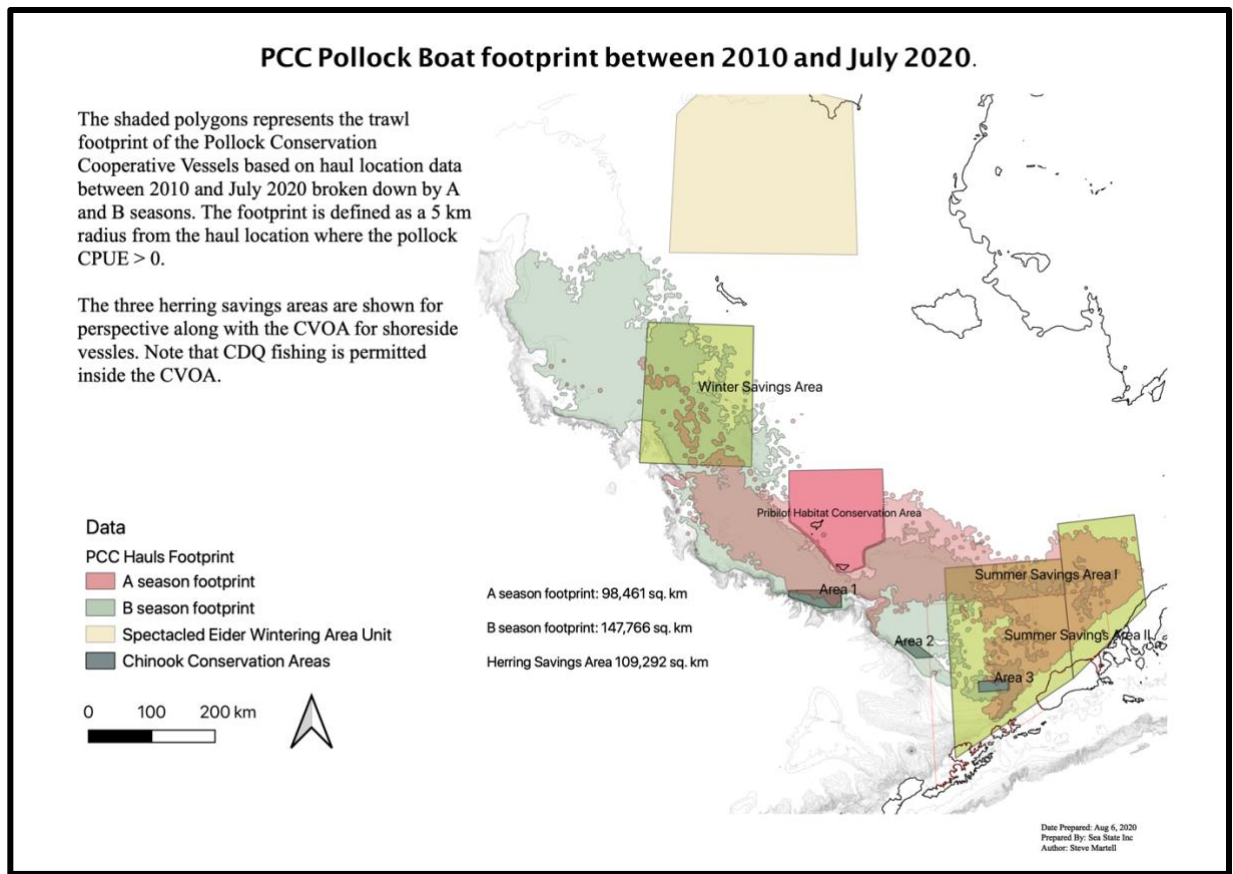 PCC Pollock Boat footprint between 2010 and July 2020.
The shaded polygons represents the trawl
footprint of the Pollock Conservation
Cooperative Vessels based on haul location data
between 2010 and July 2020 broken down by A
and B seasons. The footprint is defined as a 5 km
radius from the haul location where the pollock
CPUE > 0.
The three herring savings areas are shown for
perspective along with the CVOA for shoreside
vessles. Note that CDQ fishing is permitted
inside the CVOA.
Winter Savings Area
Pribilof Habitat Conservation Area
Area 1
Summer Savings Area I
Summer Savings Area II
Area 2
Area 3
Data
PCC Hauls Footprint
A season footprint
B season footprint
Spectacled Eider Wintering Area Unit
Chinook Conservation Areas
0 100 200 km
A season footprint: 98,461 sq. km
B season footprint: 147,766 sq. km
Herring Savings Area 109,292 sq. km
Date Prepared: Aug 6, 2020
Prepared By: Sea State Inc
Author: Steve Martell